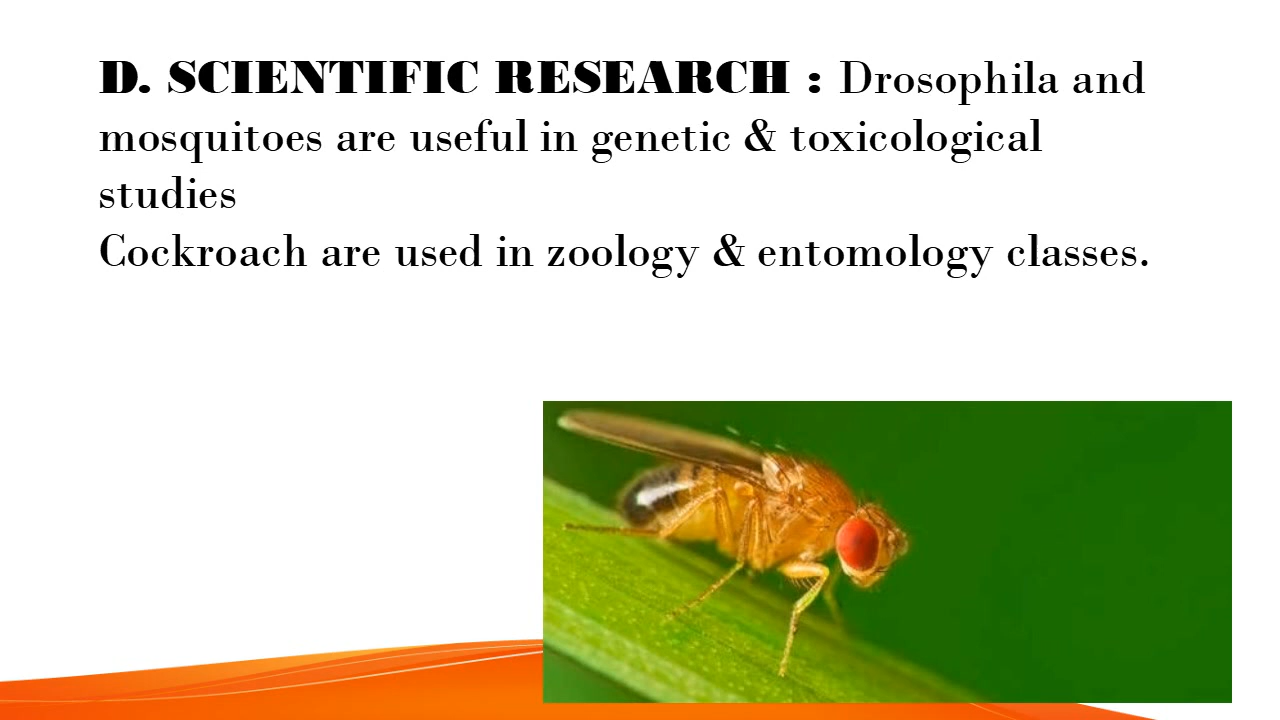 D. SCIENTIFIC RESEARCH : Drosophila and
mosquitoes are useful in genetic & toxicological
studies
Cockroach are used in zoology & entomology classes.